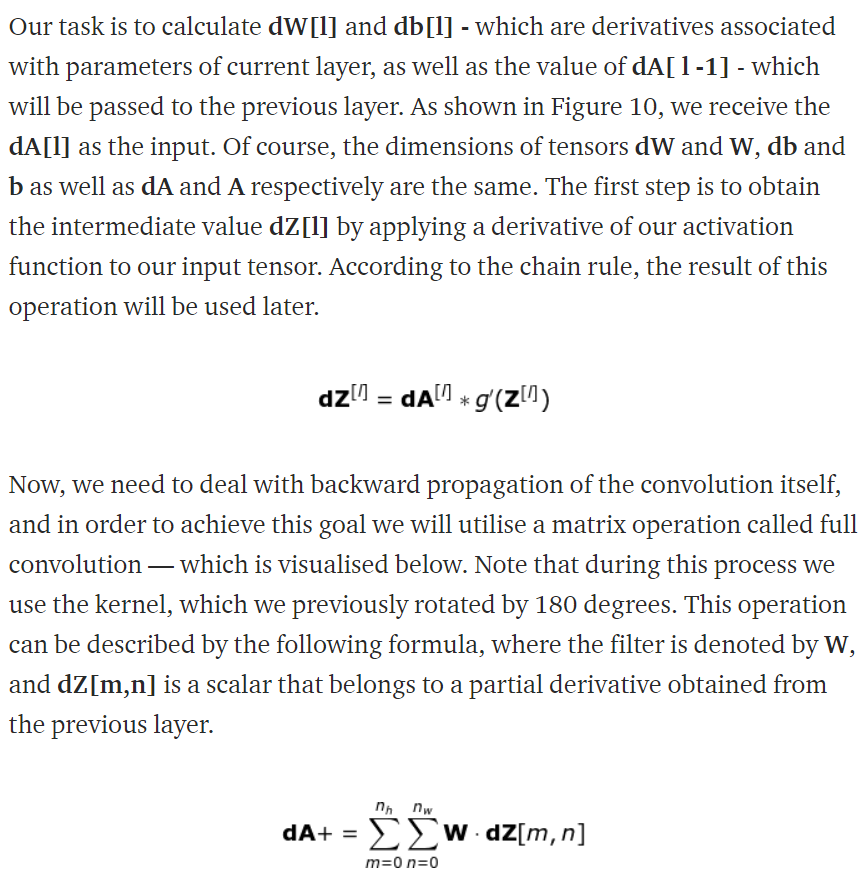 Our task is to calculate dW[l] and db[l] - which are derivatives associated
with parameters of current layer, as well as the value of dA[ l -1] - which
will be passed to the previous layer. As shown in Figure 10, we receive the
dA[l] as the input. Of course, the dimensions of tensors dW and W, db and
b as well as dA and A respectively are the same. The first step is to obtain
the intermediate value dZ[l] by applying a derivative of our activation
function to our input tensor. According to the chain rule, the result of this
operation will be used later.
dZ^[l] = dA^[l] * g′(Z^[l])
Now, we need to deal with backward propagation of the convolution itself,
and in order to achieve this goal we will utilise a matrix operation called full
convolution — which is visualised below. Note that during this process we
use the kernel, which we previously rotated by 180 degrees. This operation
can be described by the following formula, where the filter is denoted by W,
and dZ[m,n] is a scalar that belongs to a partial derivative obtained from
the previous layer.
dA+ = ∑_{m=0}^{n_h} ∑_{n=0}^{n_w} W · dZ[m, n]